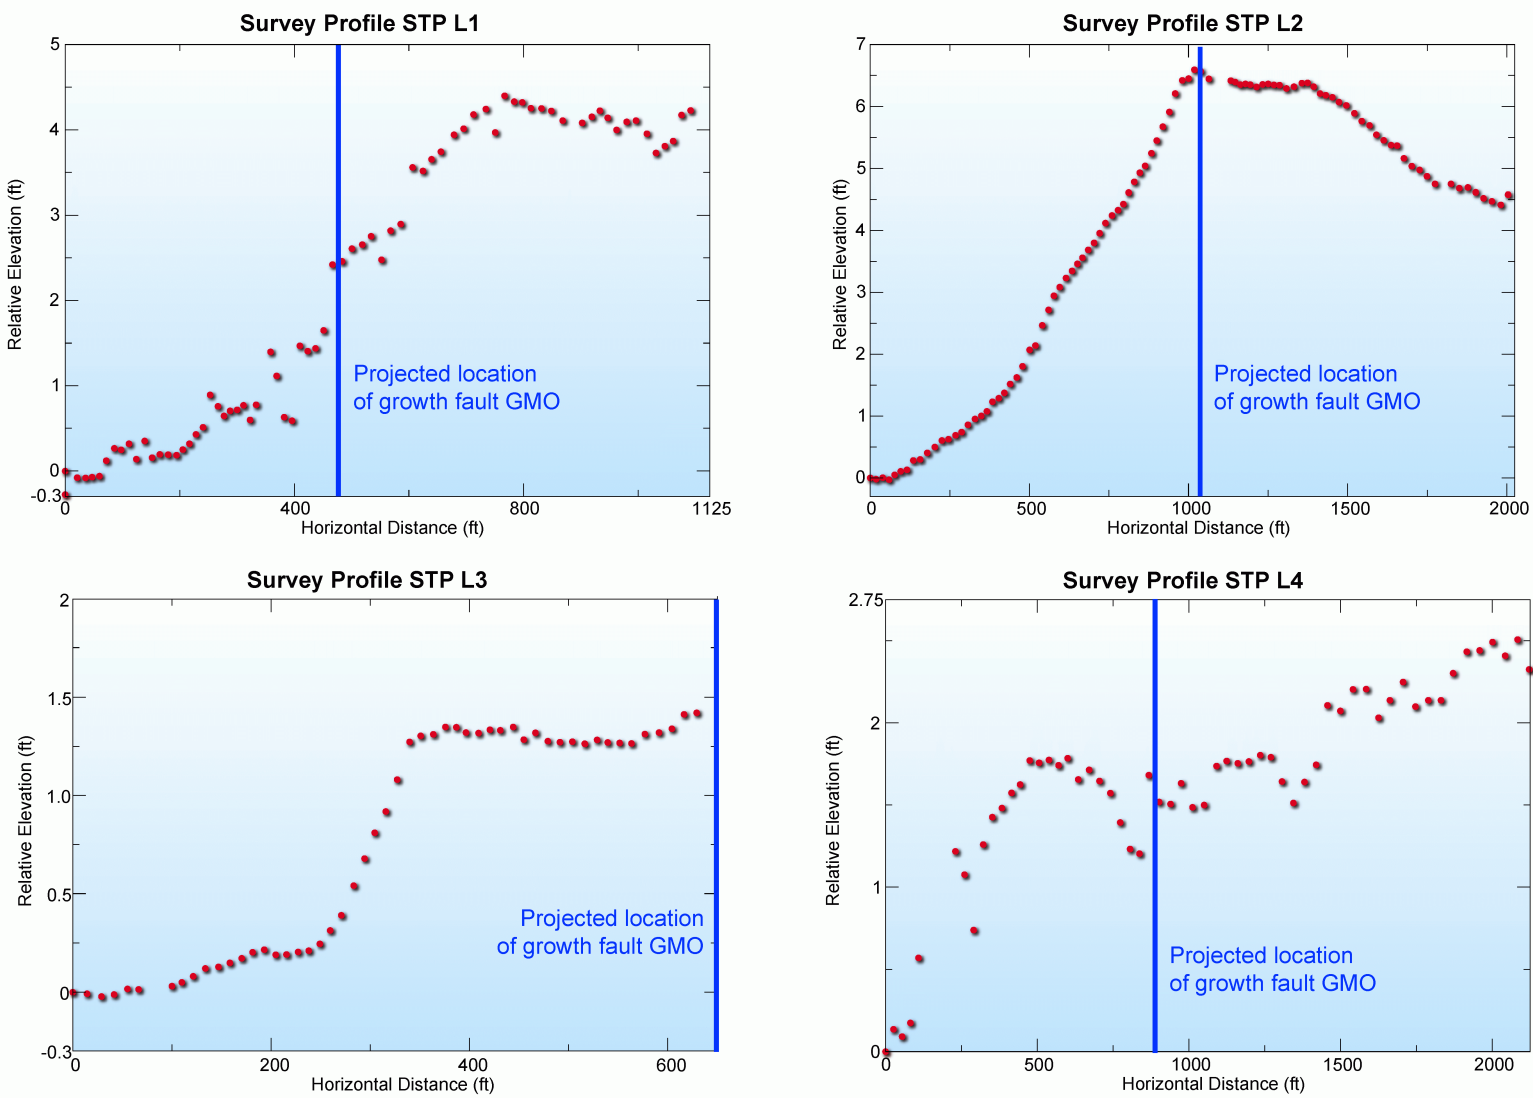 Survey Profile STP L1
5
4
3
2
1
0
-0.3
0
400
800
1125
Relative Elevation (ft)
Horizontal Distance (ft)
Projected location
of growth fault GMO
Survey Profile STP L2
7
6
5
4
3
2
1
0
0
500
1000
1500
2000
Relative Elevation (ft)
Horizontal Distance (ft)
Projected location
of growth fault GMO
Survey Profile STP L3
2
1.5
1.0
0.5
0
-0.3
0
200
400
600
Relative Elevation (ft)
Horizontal Distance (ft)
Projected location
of growth fault GMO
Survey Profile STP L4
2.75
2
1
0
0
500
1000
1500
2000
Relative Elevation (ft)
Horizontal Distance (ft)
Projected location
of growth fault GMO